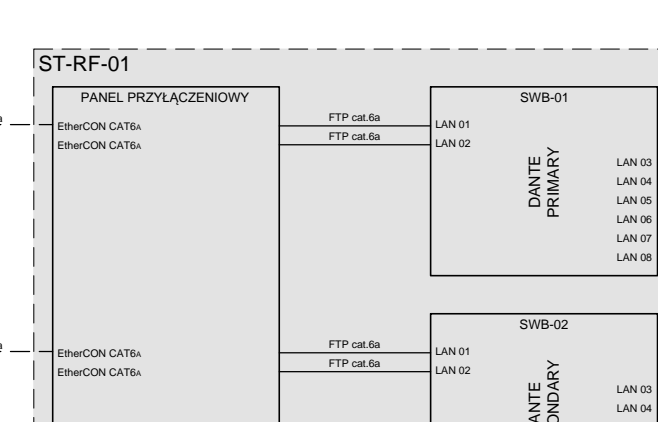 ST-RF-01
PANEL PRZYŁĄCZENIOWY
EtherCON CAT6A
EtherCON CAT6A
FTP cat.6a
FTP cat.6a
SWB-01
LAN 01
LAN 02
DANTE
PRIMARY
LAN 03
LAN 04
LAN 05
LAN 06
LAN 07
LAN 08
EtherCON CAT6A
EtherCON CAT6A
FTP cat.6a
FTP cat.6a
SWB-02
LAN 01
LAN 02
LAN 03
LAN 04